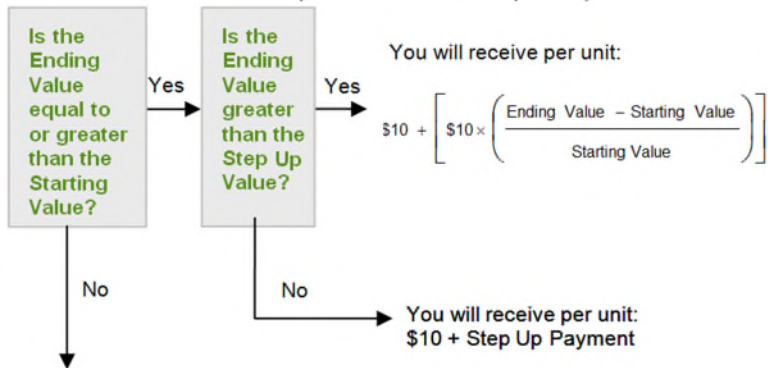 Is the
Ending
Value
equal to
or greater
than the
Starting
Value?
Yes
Is the
Ending
Value
greater
than the
Step Up
Value?
Yes
You will receive per unit:
$10 + [ $10 × ( Ending Value – Starting Value
Starting Value ) ]
No
No
You will receive per unit:
$10 + Step Up Payment